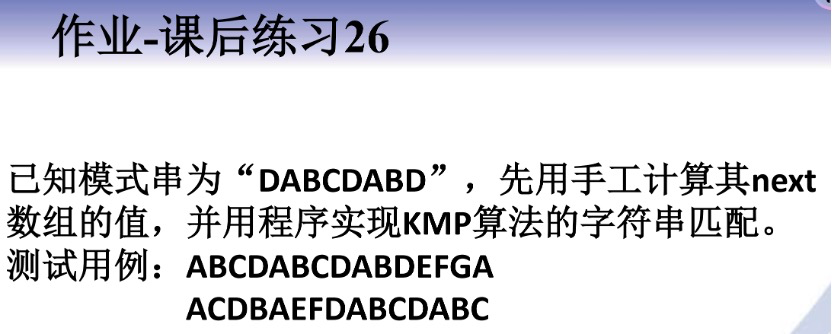 作业-课后练习26
已知模式串为“DABCDABD”，先用手工计算其next
数组的值，并用程序实现KMP算法的字符串匹配。
测试用例：ABCDABCDABDEFGA
ACDBAEFDABCDABC